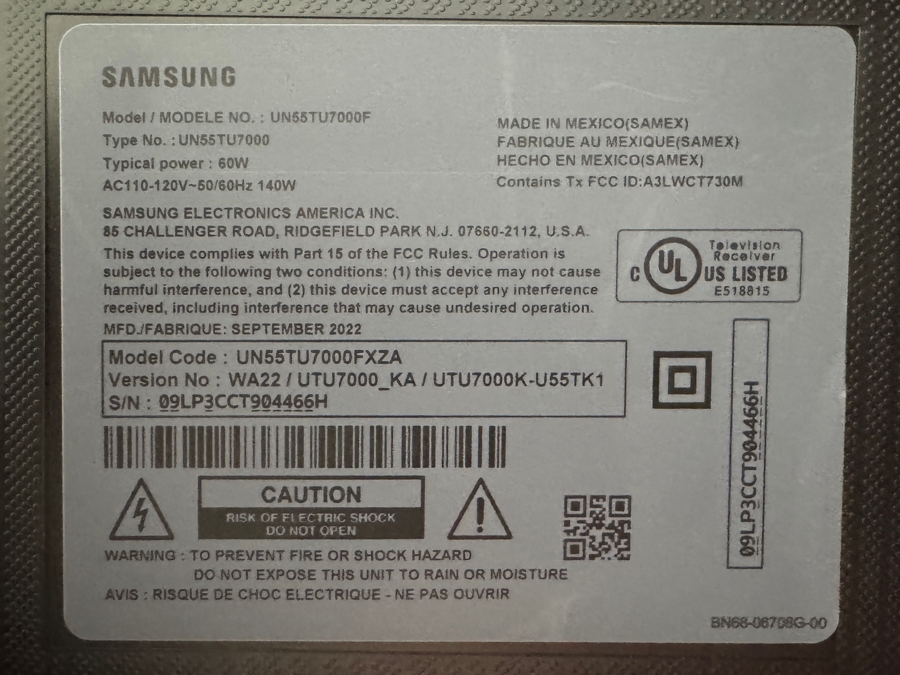 SAMSUNG
Model / MODELE NO. : UN55TU7000F
Type No. : UN55TU7000
Typical power : 60W
AC110-120V~50/60Hz 140W
MADE IN MEXICO(SAMEX)
FABRIQUE AU MEXIQUE(SAMEX)
HECHO EN MEXICO(SAMEX)
Contains Tx FCC ID:A3LWCT730M
SAMSUNG ELECTRONICS AMERICA INC.
85 CHALLENGER ROAD, RIDGEFIELD PARK N.J. 07660-2112, U.S.A.
This device complies with Part 15 of the FCC Rules. Operation is
subject to the following two conditions: (1) this device may not cause
harmful interference, and (2) this device must accept any interference
received, including interference that may cause undesired operation.
MFD./FABRIQUE: SEPTEMBER 2022
C UL US LISTED
Television
Receiver
E518815
Model Code : UN55TU7000FXZA
Version No : WA22 / UTU7000_KA / UTU7000K-U55TK1
S/N : 09LP3CCT904466H
09LP3CCT904466H
CAUTION
RISK OF ELECTRIC SHOCK
DO NOT OPEN
WARNING : TO PREVENT FIRE OR SHOCK HAZARD
DO NOT EXPOSE THIS UNIT TO RAIN OR MOISTURE
AVIS : RISQUE DE CHOC ELECTRIQUE - NE PAS OUVRIR
BN68-08708G-00